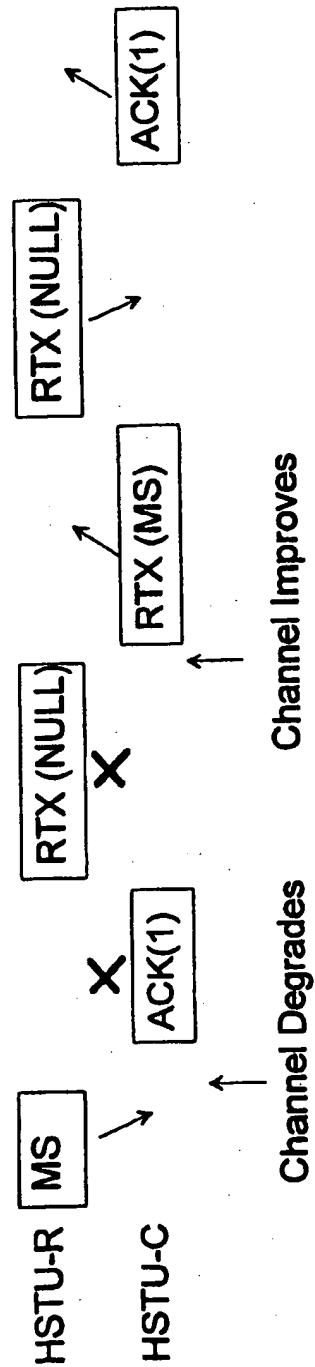 HSTU-R MS RTX (NULL) RTX (NULL)
X X
HSTU-C ACK(1) RTX (MS) ACK(1)
Channel Degrades Channel Improves